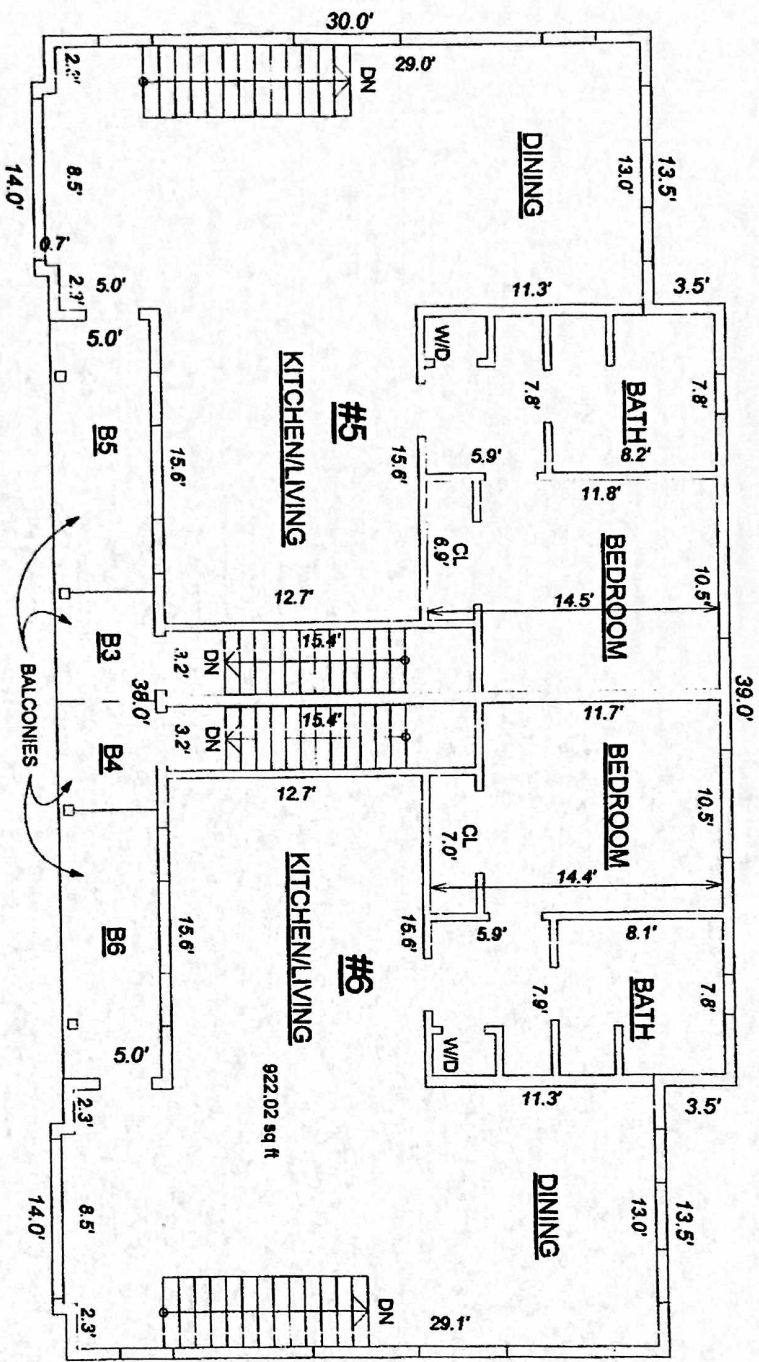 30.0'
2.3'
DN
29.0'
DINING
13.0'
13.5'
14.0'
8.5'
0.7'
2.3'
5.0'
11.3'
3.5'
5.0'
W/D
7.8'
BATH
7.8'
B5
15.6'
KITCHEN/LIVING
#5
15.6'
5.9'
8.2'
11.8'
CL
6.9'
BEDROOM
10.5'
12.7'
14.5'
B3
3.2'
DN
15.4'
38.0'
39.0'
BALCONIES
B4
3.2'
DN
15.4'
11.7'
12.7'
CL
7.0'
BEDROOM
10.5'
14.4'
B6
15.6'
KITCHEN/LIVING
#6
15.6'
5.9'
8.1'
7.9'
BATH
7.8'
W/D
5.0'
922.02 sq ft
11.3'
3.5'
2.3'
14.0'
8.5'
2.3'
DN
29.1'
DINING
13.0'
13.5'